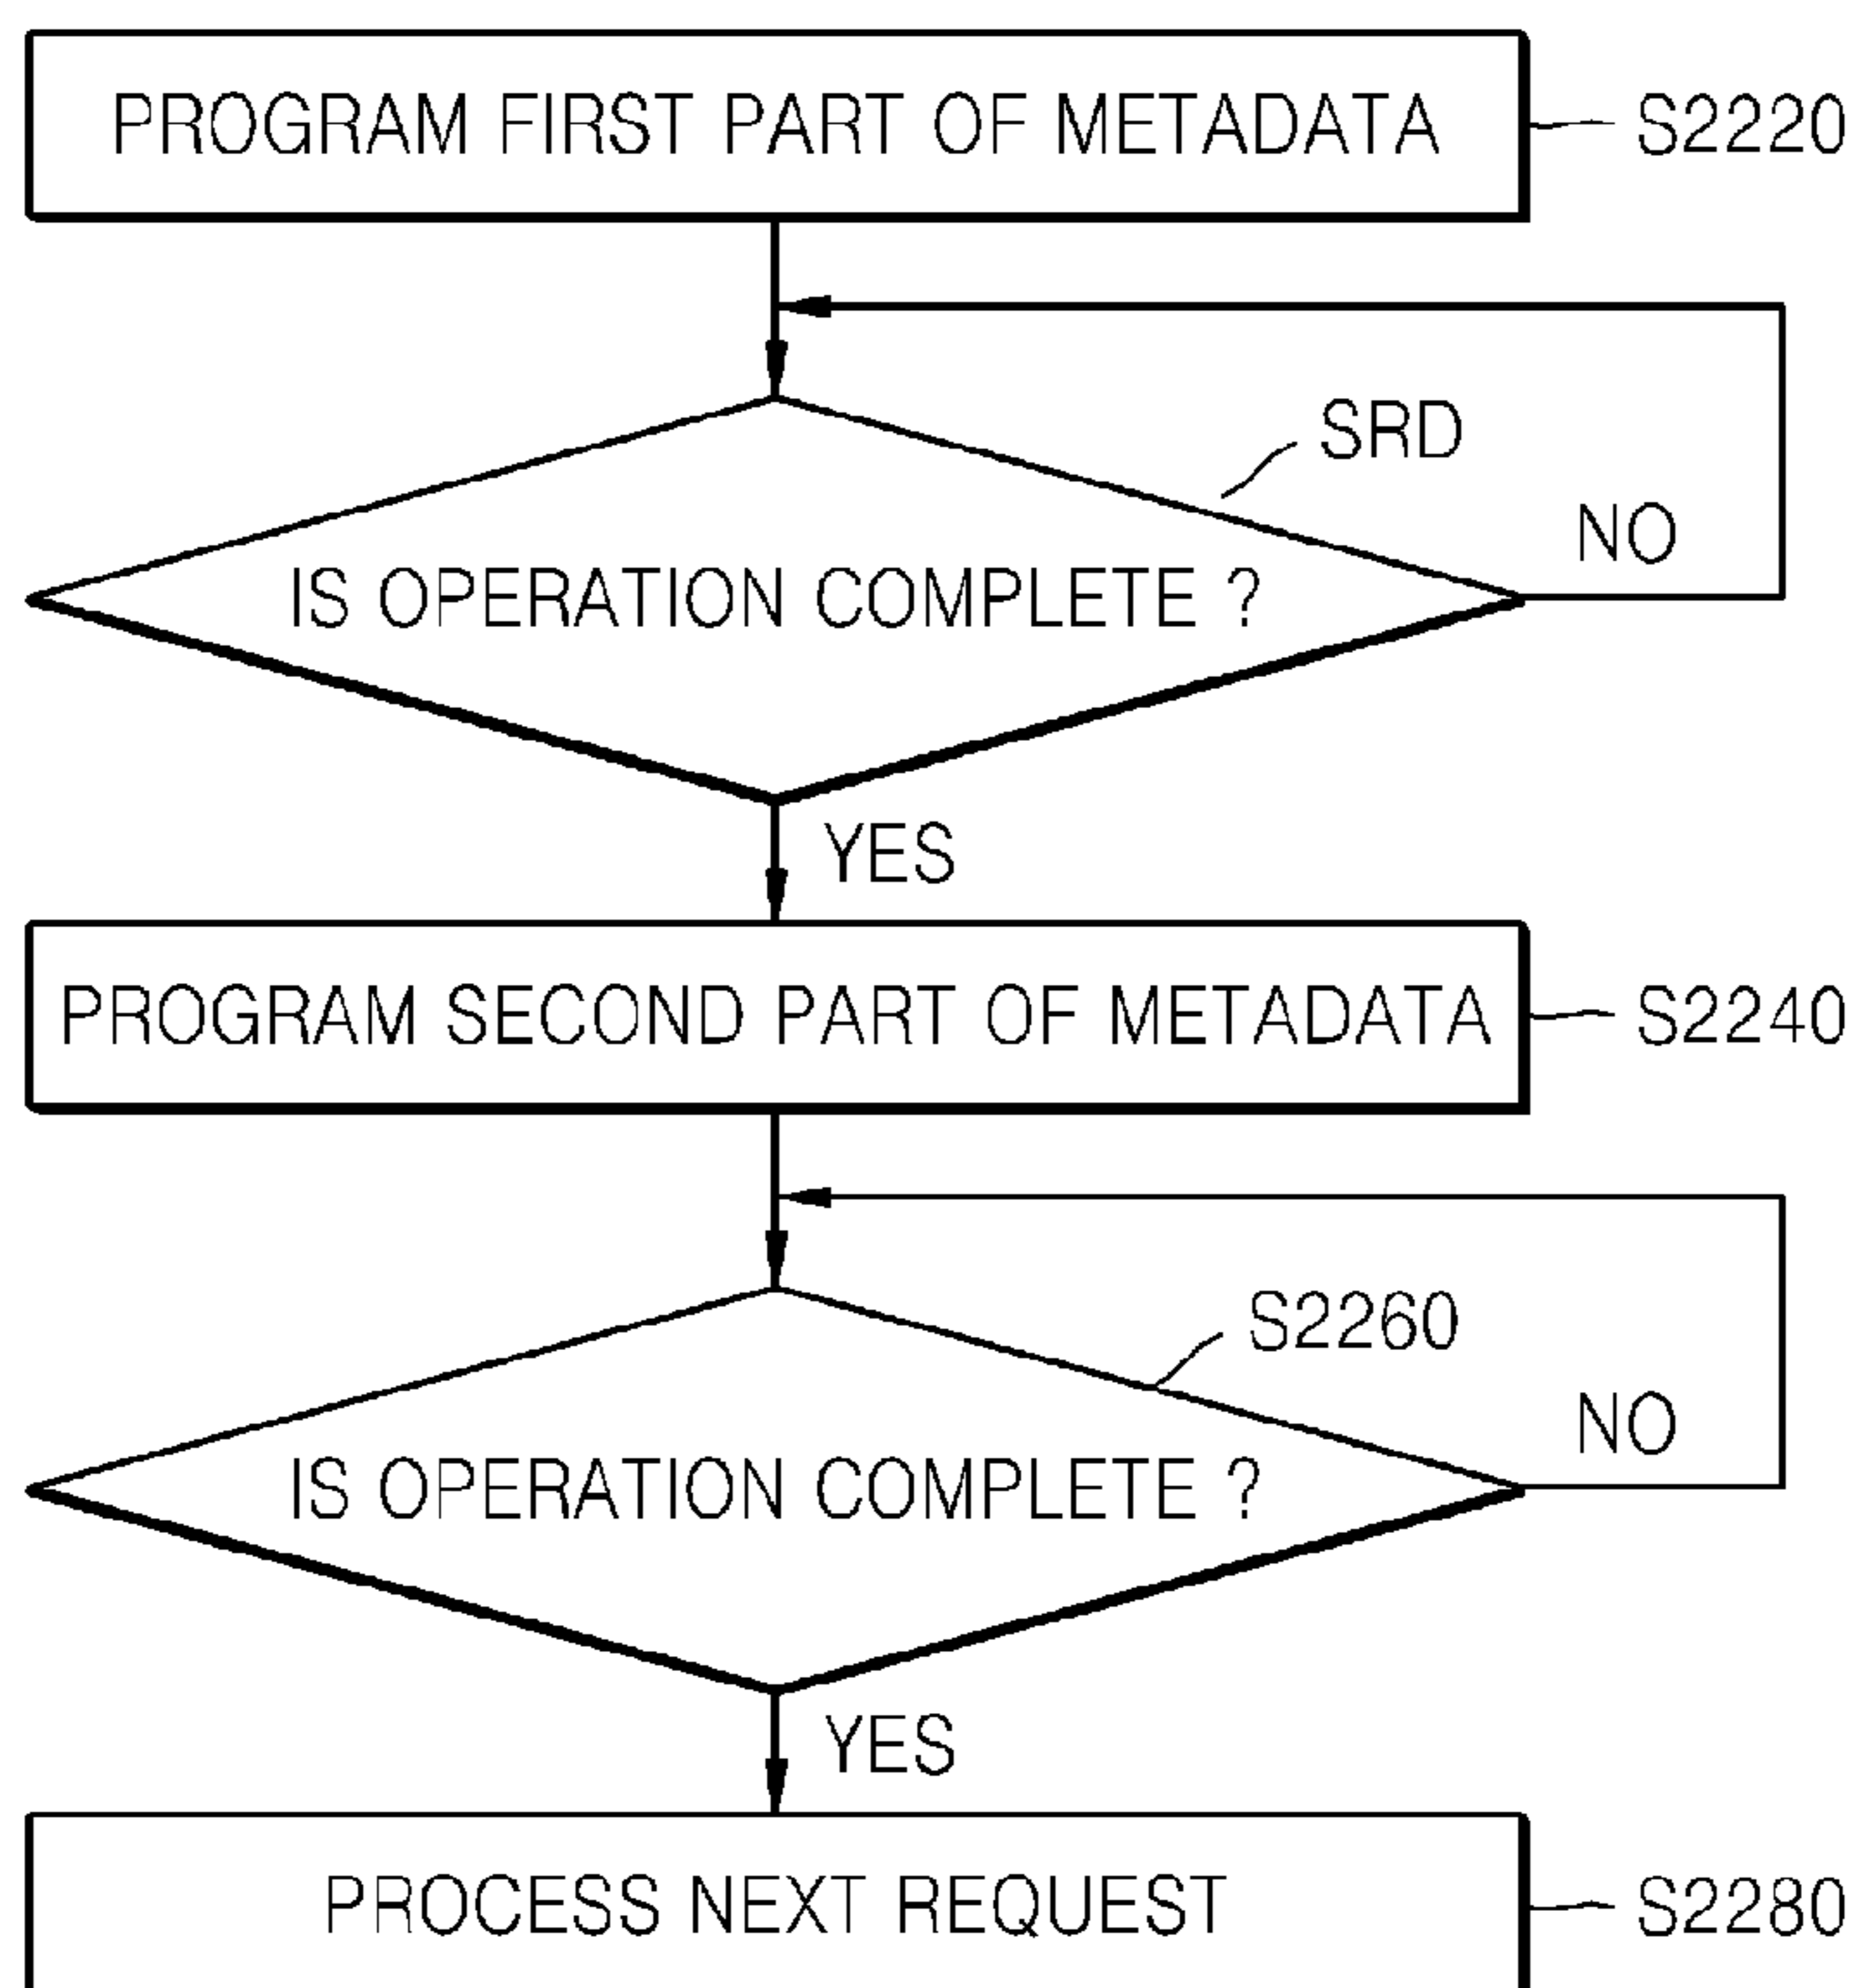 PROGRAM FIRST PART OF METADATA S2220
SRD
NO
IS OPERATION COMPLETE ?
YES
PROGRAM SECOND PART OF METADATA S2240
S2260
NO
IS OPERATION COMPLETE ?
YES
PROCESS NEXT REQUEST S2280